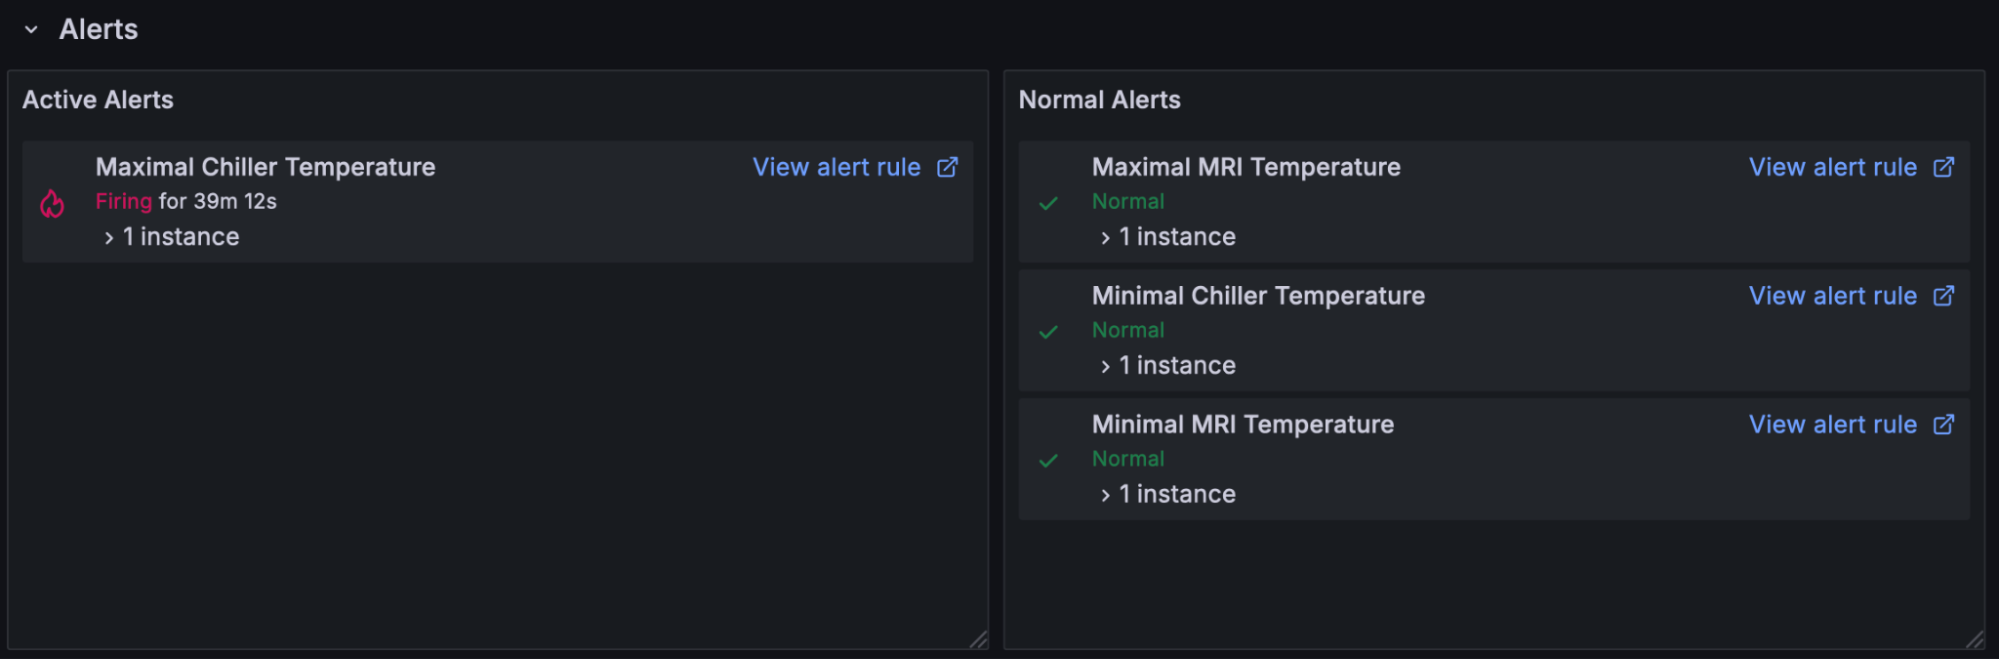 Alerts
Active Alerts
Maximal Chiller Temperature
View alert rule
Firing for 39m 12s
1 instance
Normal Alerts
Maximal MRI Temperature
View alert rule
Normal
1 instance
Minimal Chiller Temperature
View alert rule
Normal
1 instance
Minimal MRI Temperature
View alert rule
Normal
1 instance